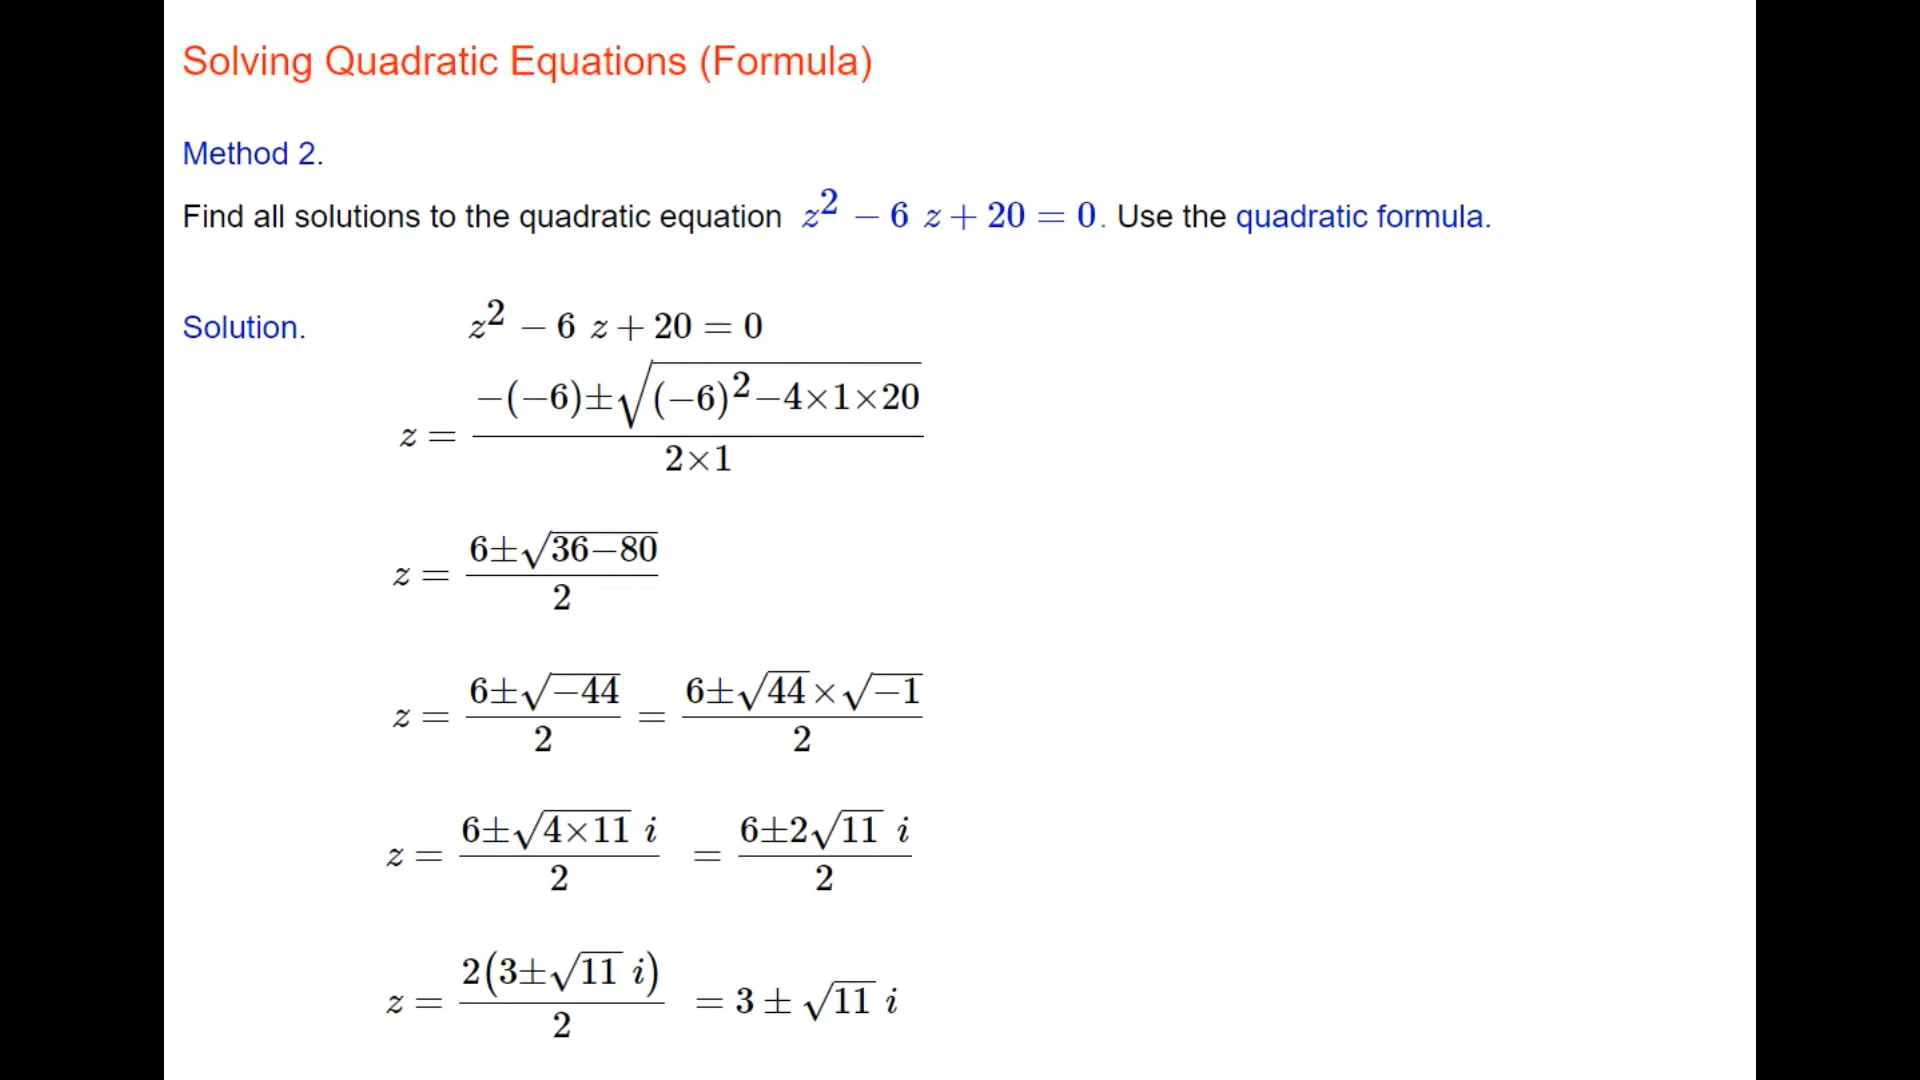 Solving Quadratic Equations (Formula)
Method 2.
Find all solutions to the quadratic equation z² − 6 z + 20 = 0. Use the quadratic formula.
Solution. z² − 6 z + 20 = 0
z = (−(−6)±√((−6)²−4×1×20))/(2×1)
z = (6±√(36−80))/2
z = (6±√(−44))/2 = (6±√44×√(−1))/2
z = (6±√(4×11) i)/2 = (6±2√11 i)/2
z = (2(3±√11 i))/2 = 3 ± √11 i